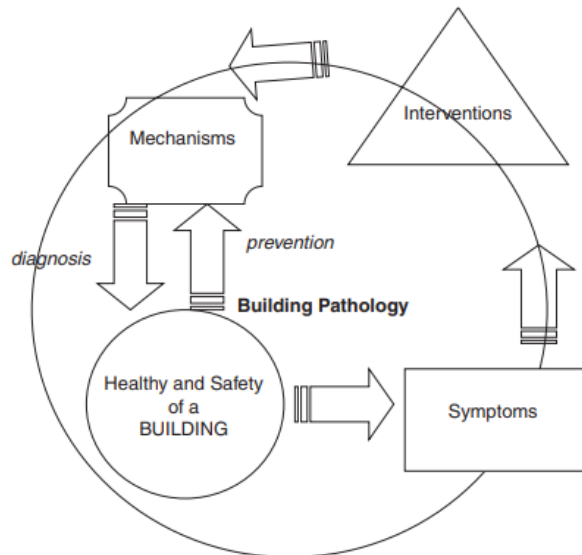 Interventions
Mechanisms
prevention
diagnosis
Building Pathology
Healthy and Safety
of a
BUILDING
Symptoms